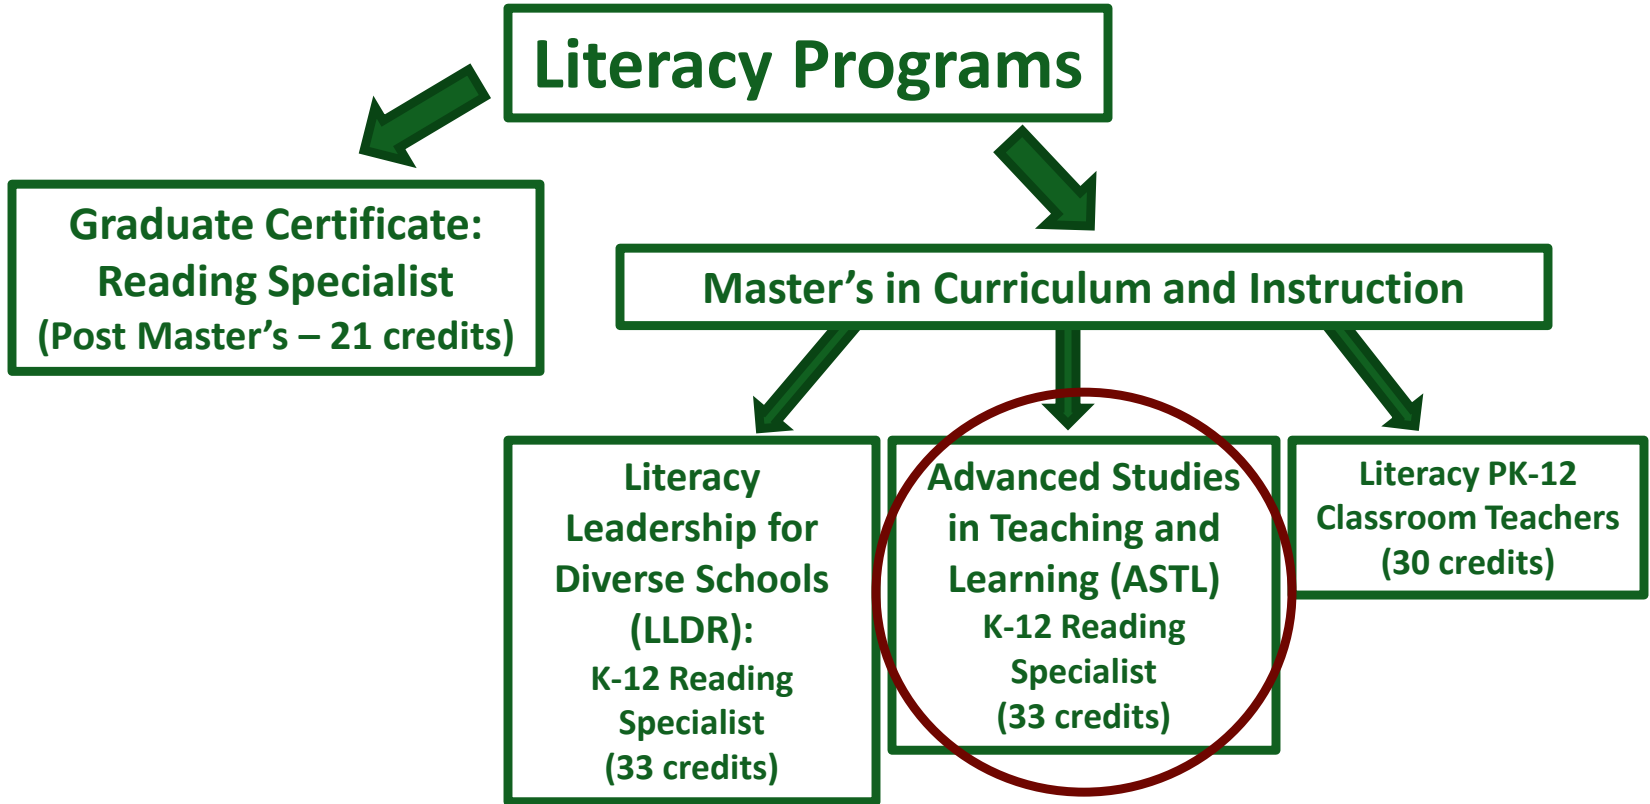 Literacy Programs
Graduate Certificate:
Reading Specialist
(Post Master’s – 21 credits)
Master’s in Curriculum and Instruction
Literacy
Leadership for
Diverse Schools
(LLDR):
K-12 Reading
Specialist
(33 credits)
Advanced Studies
in Teaching and
Learning (ASTL)
K-12 Reading
Specialist
(33 credits)
Literacy PK-12
Classroom Teachers
(30 credits)